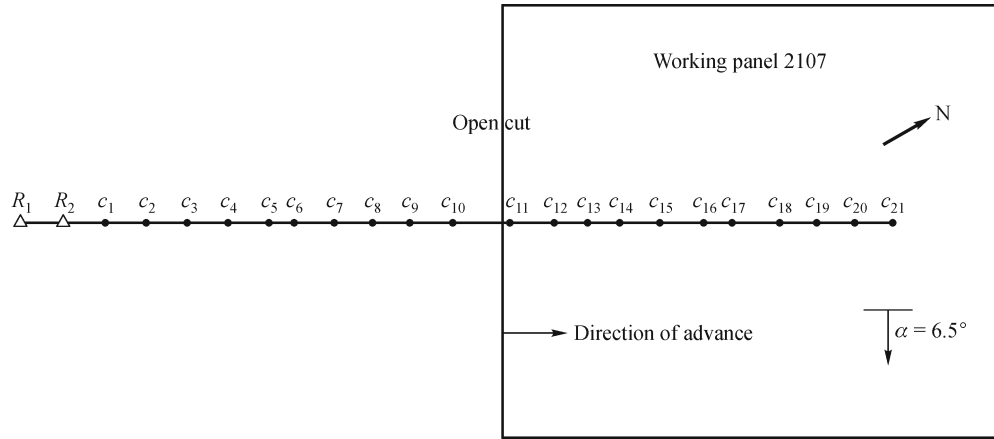 Working panel 2107
N
Open cut
R1 R2 c1 c2 c3 c4 c5 c6 c7 c8 c9 c10 c11 c12 c13 c14 c15 c16 c17 c18 c19 c20 c21
Direction of advance
α = 6.5°